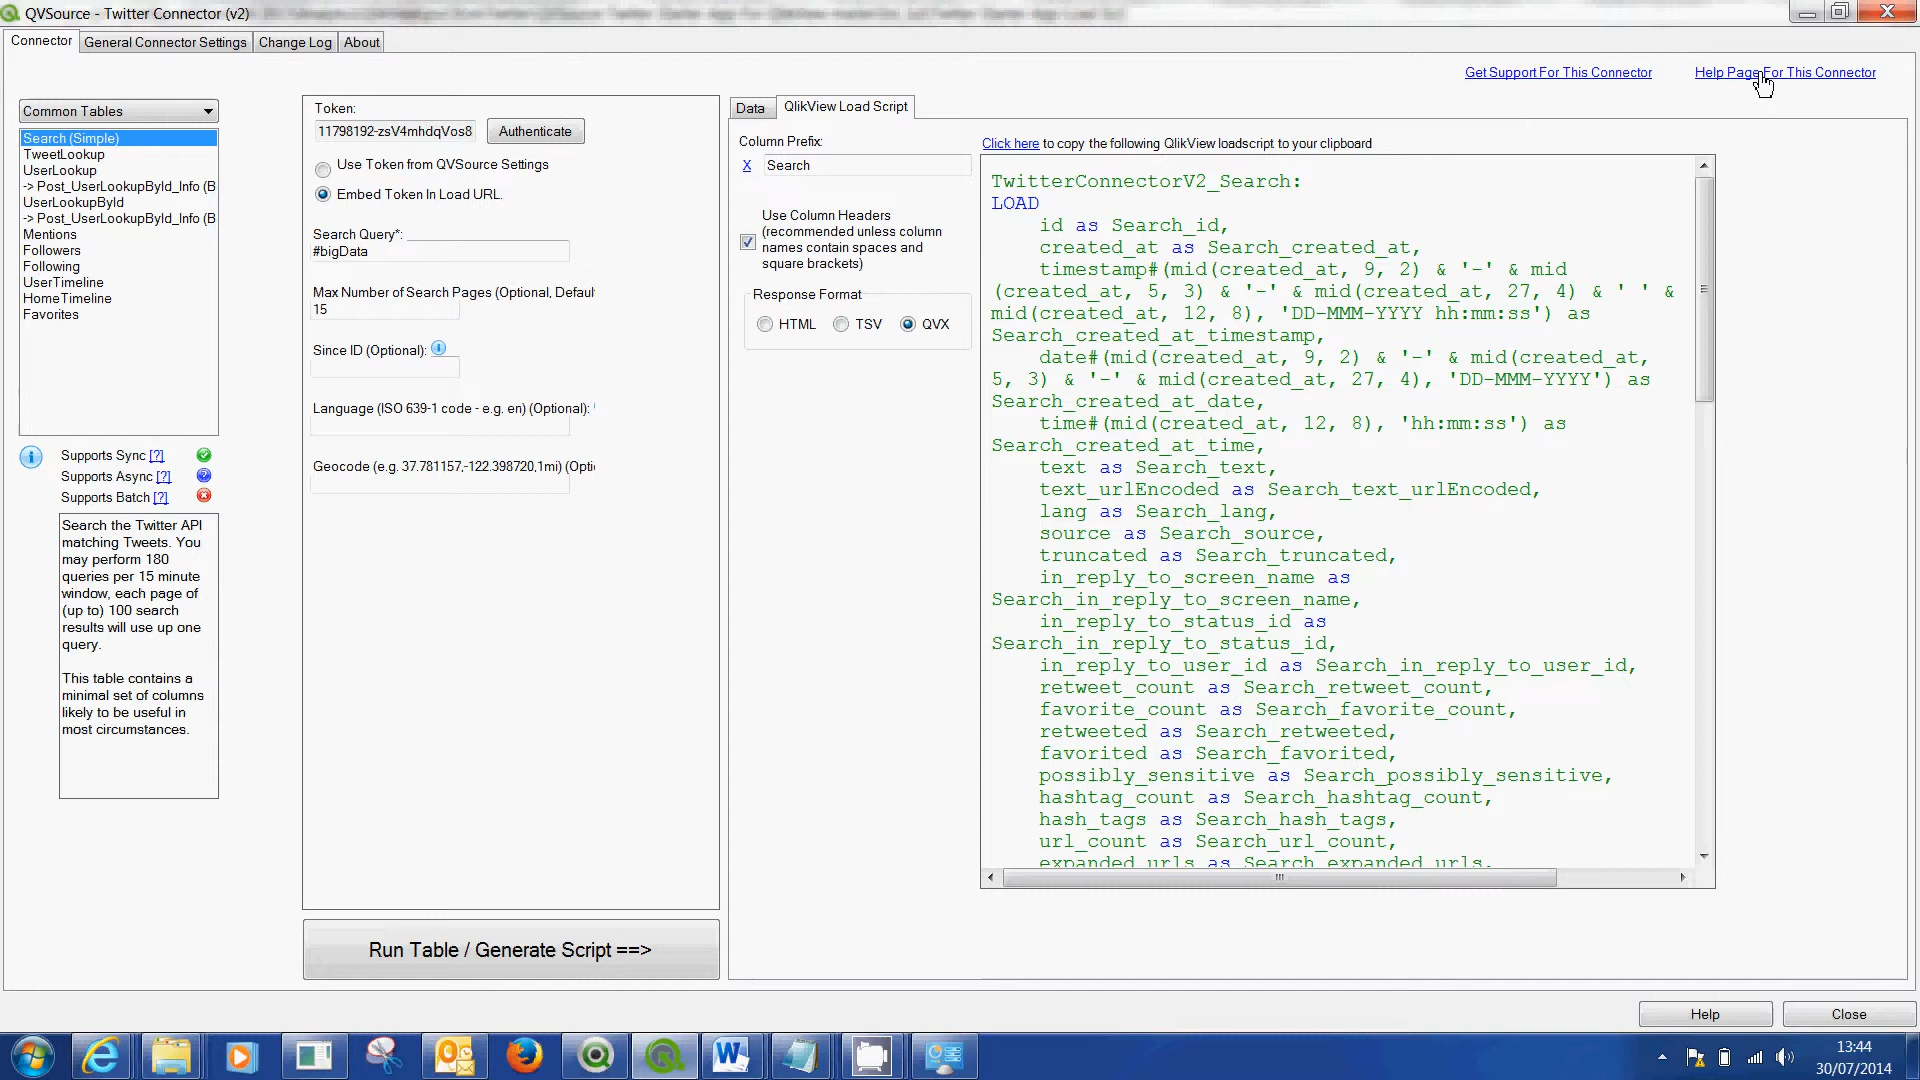 QVSource - Twitter Connector (v2)
Connector
General Connector Settings
Change Log
About
Get Support For This Connector
Help Page For This Connector
Common Tables
Search (Simple)
TweetLookup
UserLookup
-> Post_UserLookupById_Info (B
UserLookupById
-> Post_UserLookupById_Info (B
Mentions
Followers
Following
UserTimeline
HomeTimeline
Favorites
Supports Sync [?]
Supports Async [?]
Supports Batch [?]
Search the Twitter API
matching Tweets. You
may perform 180
queries per 15 minute
window, each page of
(up to) 100 search
results will use up one
query.
This table contains a
minimal set of columns
likely to be useful in
most circumstances.
Token:
11798192-zsV4mhdqVos8
Authenticate
Use Token from QVSource Settings
Embed Token In Load URL.
Search Query*:
#bigData
Max Number of Search Pages (Optional, Default
15
Since ID (Optional):
Language (ISO 639-1 code - e.g. en) (Optional):
Geocode (e.g. 37.781157,-122.398720,1mi) (Opti
Run Table / Generate Script ==>
Data
QlikView Load Script
Column Prefix:
X
Search
Use Column Headers
(recommended unless column
names contain spaces and
square brackets)
Response Format
HTML
TSV
QVX
Click here to copy the following QlikView loadscript to your clipboard
TwitterConnectorV2_Search:
LOAD
id as Search_id,
created_at as Search_created_at,
timestamp#(mid(created_at, 9, 2) & '-' & mid
(created_at, 5, 3) & '-' & mid(created_at, 27, 4) & ' ' &
mid(created_at, 12, 8), 'DD-MMM-YYYY hh:mm:ss') as
Search_created_at_timestamp,
date#(mid(created_at, 9, 2) & '-' & mid(created_at,
5, 3) & '-' & mid(created_at, 27, 4), 'DD-MMM-YYYY') as
Search_created_at_date,
time#(mid(created_at, 12, 8), 'hh:mm:ss') as
Search_created_at_time,
text as Search_text,
text_urlEncoded as Search_text_urlEncoded,
lang as Search_lang,
source as Search_source,
truncated as Search_truncated,
in_reply_to_screen_name as
Search_in_reply_to_screen_name,
in_reply_to_status_id as
Search_in_reply_to_status_id,
in_reply_to_user_id as Search_in_reply_to_user_id,
retweet_count as Search_retweet_count,
favorite_count as Search_favorite_count,
retweeted as Search_retweeted,
favorited as Search_favorited,
possibly_sensitive as Search_possibly_sensitive,
hashtag_count as Search_hashtag_count,
hash_tags as Search_hash_tags,
url_count as Search_url_count,
expanded_urls as Search_expanded_urls,
Help
Close
13:44
30/07/2014